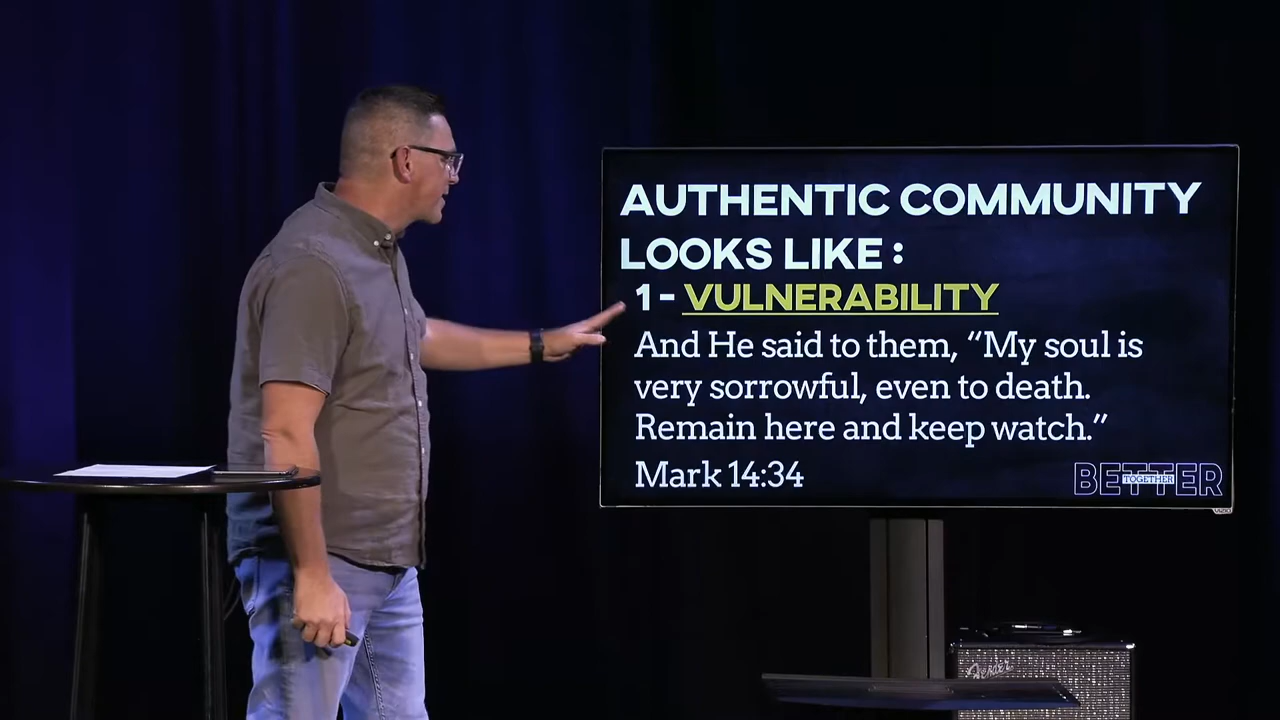 AUTHENTIC COMMUNITY
LOOKS LIKE :
1 - VULNERABILITY
And He said to them, “My soul is
very sorrowful, even to death.
Remain here and keep watch.”
Mark 14:34
BETTER
TOGETHER
VIZIO
Fender